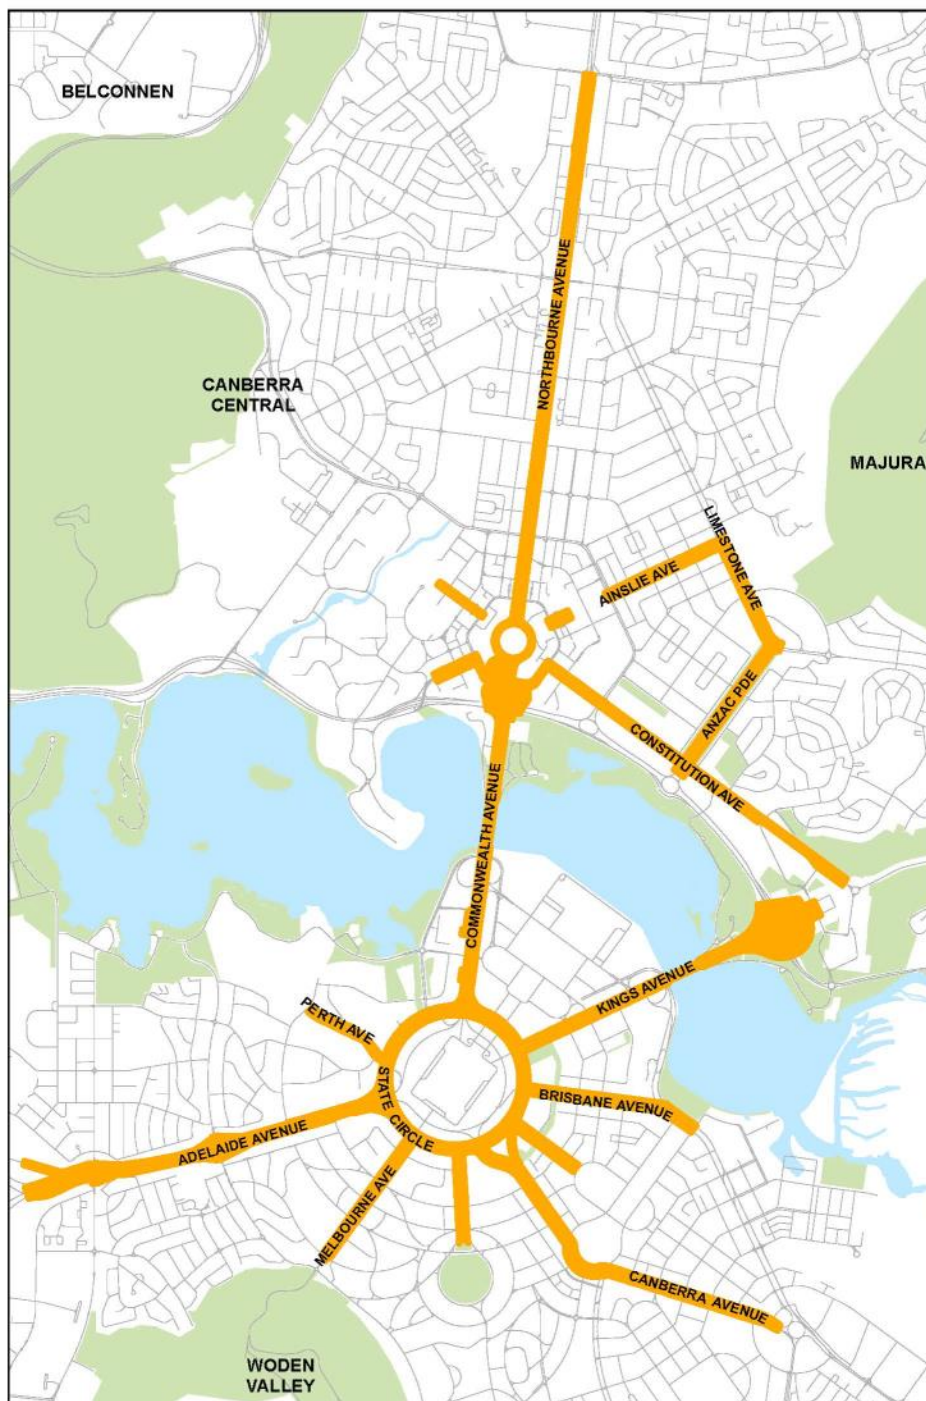 BELCONNEN
NORTHBOURNE AVENUE
CANBERRA
CENTRAL
MAJURA
LIMESTONE AVE
AINSLIE AVE
ANZAC PDE
CONSTITUTION AVE
COMMONWEALTH AVENUE
KINGS AVENUE
PERTH AVE
STATE CIRCLE
BRISBANE AVENUE
ADELAIDE AVENUE
MELBOURNE AVE
CANBERRA AVENUE
WODEN
VALLEY